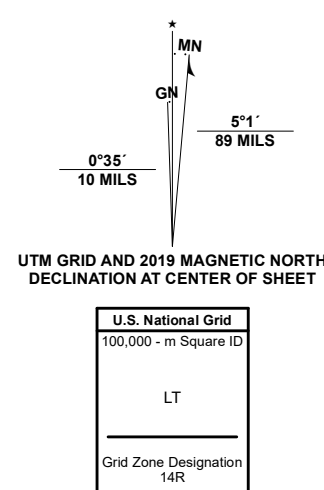 ★
MN
GN
5°1´
89 MILS
0°35´
10 MILS
UTM GRID AND 2019 MAGNETIC NORTH
DECLINATION AT CENTER OF SHEET
U.S. National Grid
100,000 - m Square ID
LT
Grid Zone Designation
14R